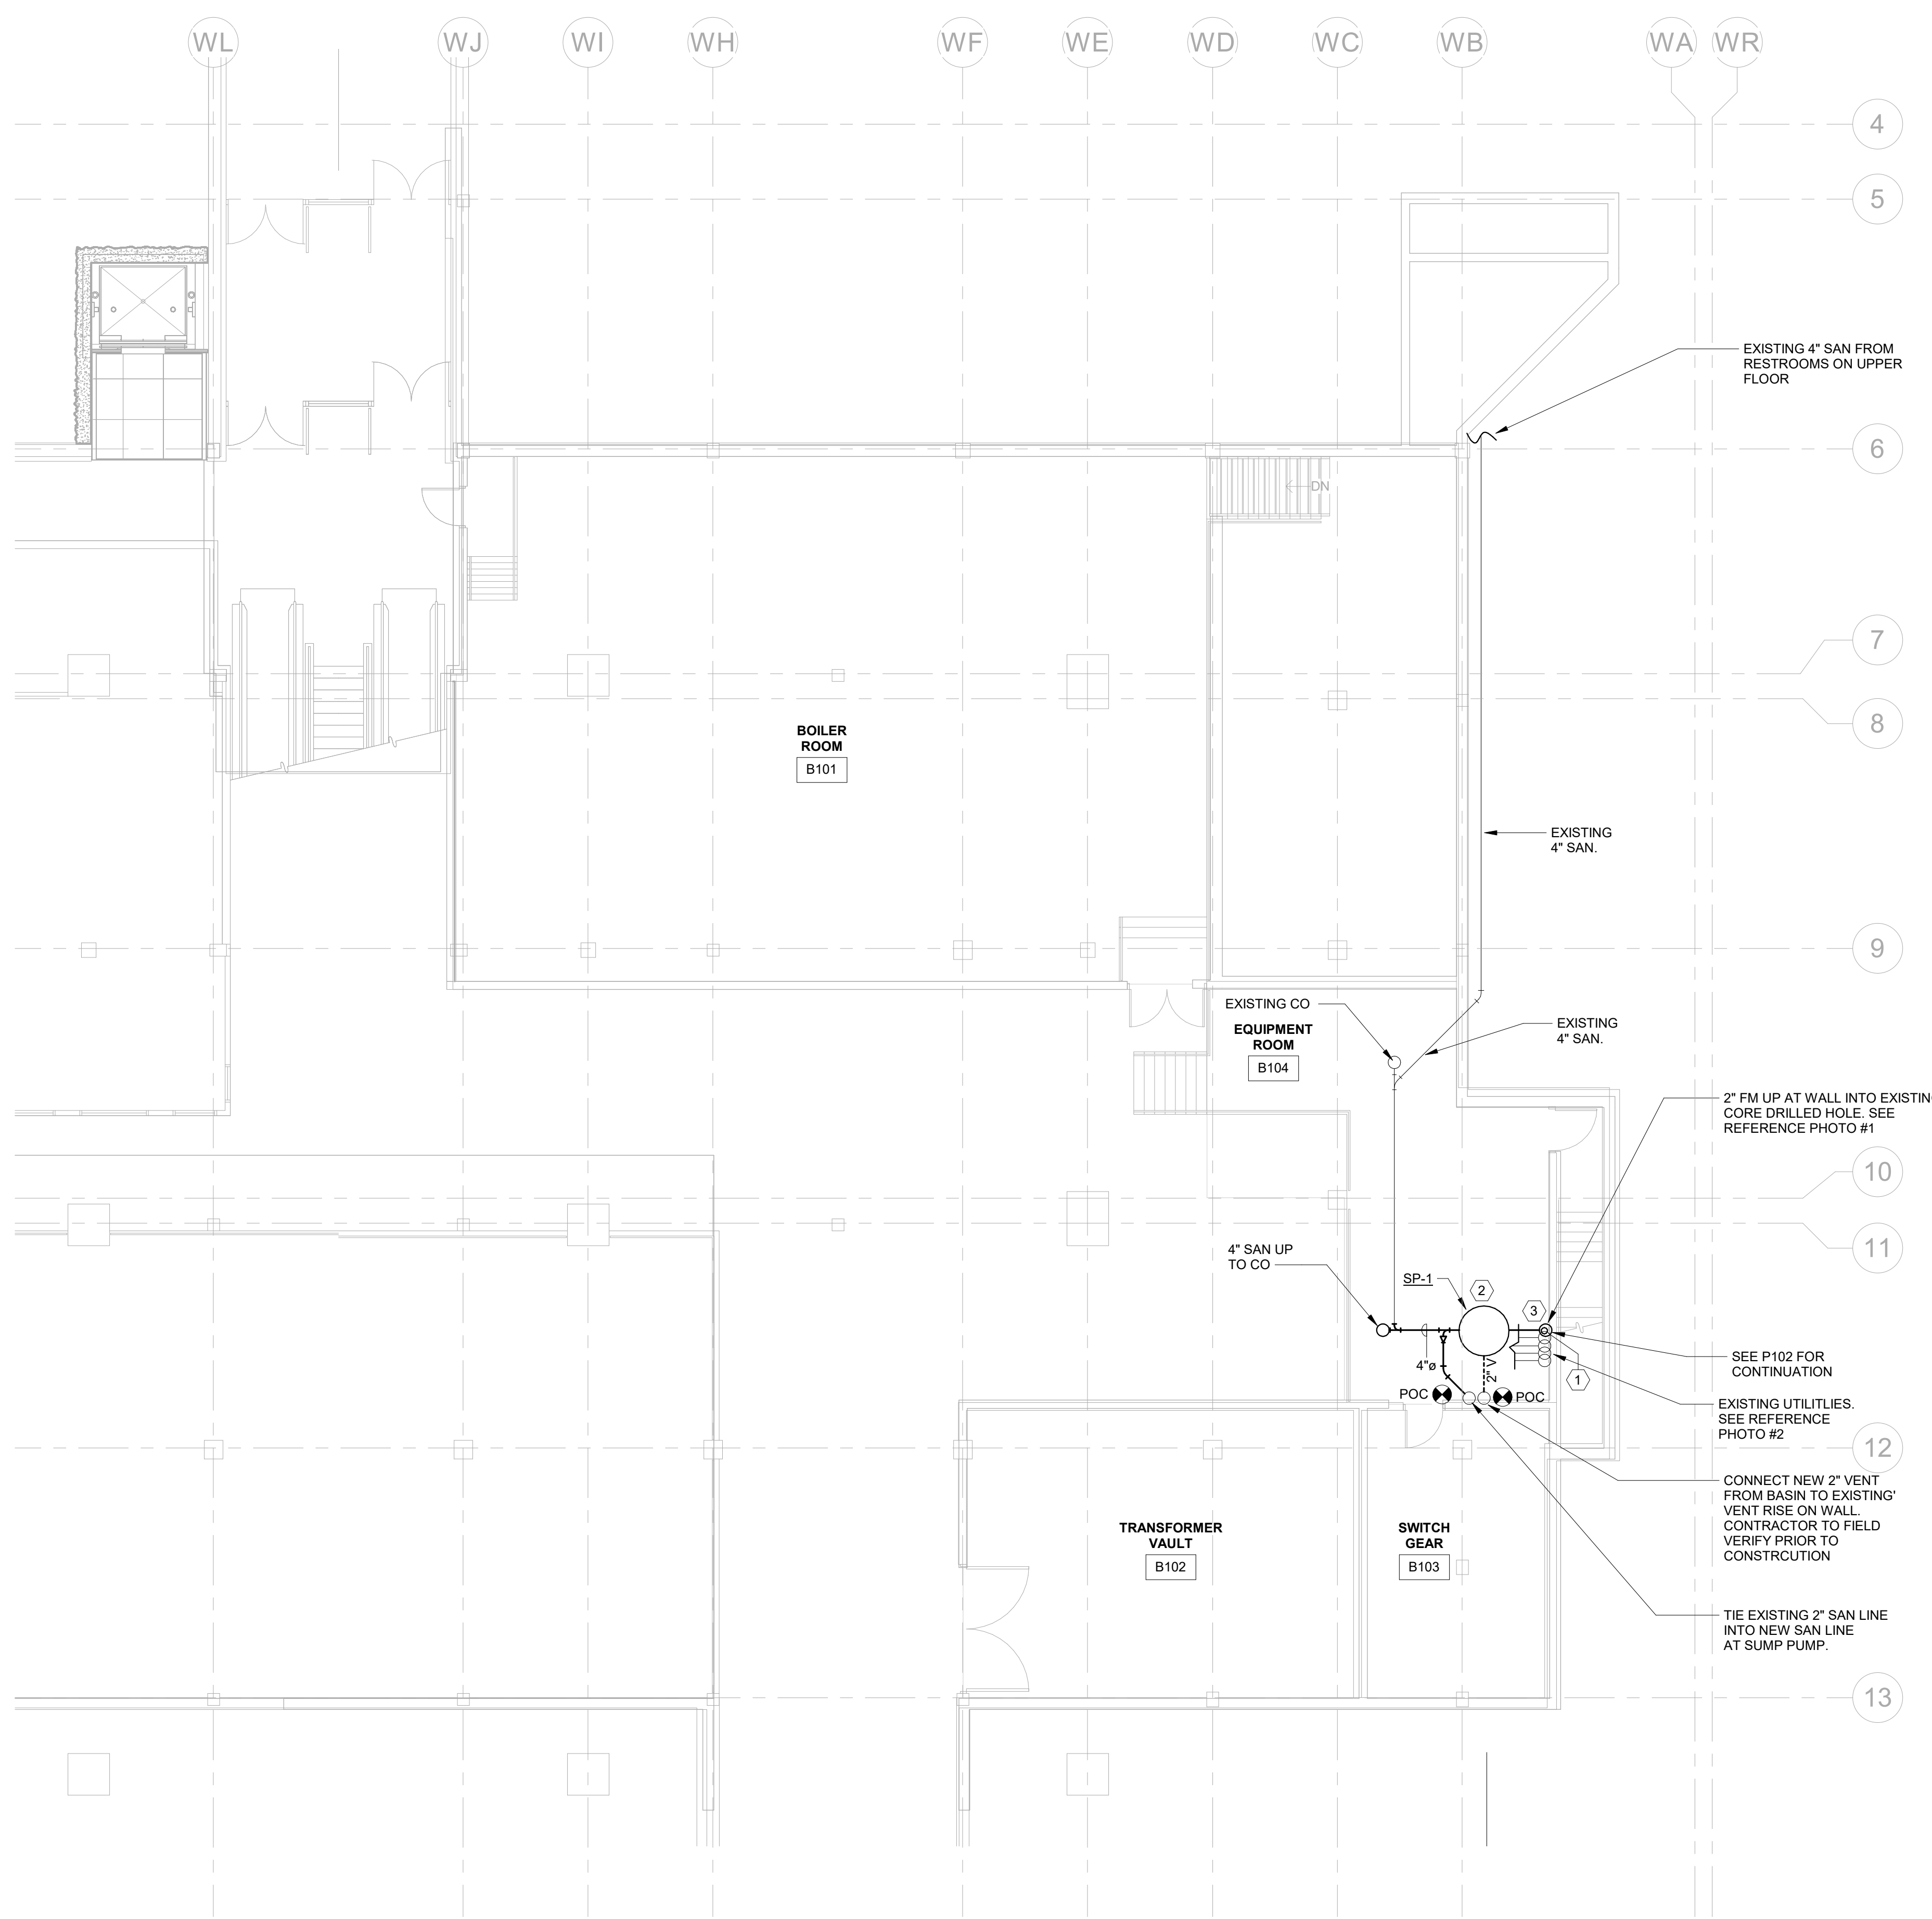 WL
WJ
WI
WH
WF
WE
WD
WC
WB
WA
WR
4
5
EXISTING 4" SAN FROM
RESTROOMS ON UPPER
FLOOR
6
DN
7
8
BOILER
ROOM
B101
EXISTING
4" SAN.
9
EXISTING CO
EQUIPMENT
ROOM
B104
EXISTING
4" SAN.
2" FM UP AT WALL INTO EXISTIN
CORE DRILLED HOLE. SEE
REFERENCE PHOTO #1
10
11
4" SAN UP
TO CO
SP-1
2
3
4"ø
2" V
1
POC
POC
SEE P102 FOR
CONTINUATION
EXISTING UTILITLIES.
SEE REFERENCE
PHOTO #2
12
CONNECT NEW 2" VENT
FROM BASIN TO EXISTING'
VENT RISE ON WALL.
CONTRACTOR TO FIELD
VERIFY PRIOR TO
CONSTRCUTION
TRANSFORMER
VAULT
B102
SWITCH
GEAR
B103
TIE EXISTING 2" SAN LINE
INTO NEW SAN LINE
AT SUMP PUMP.
13